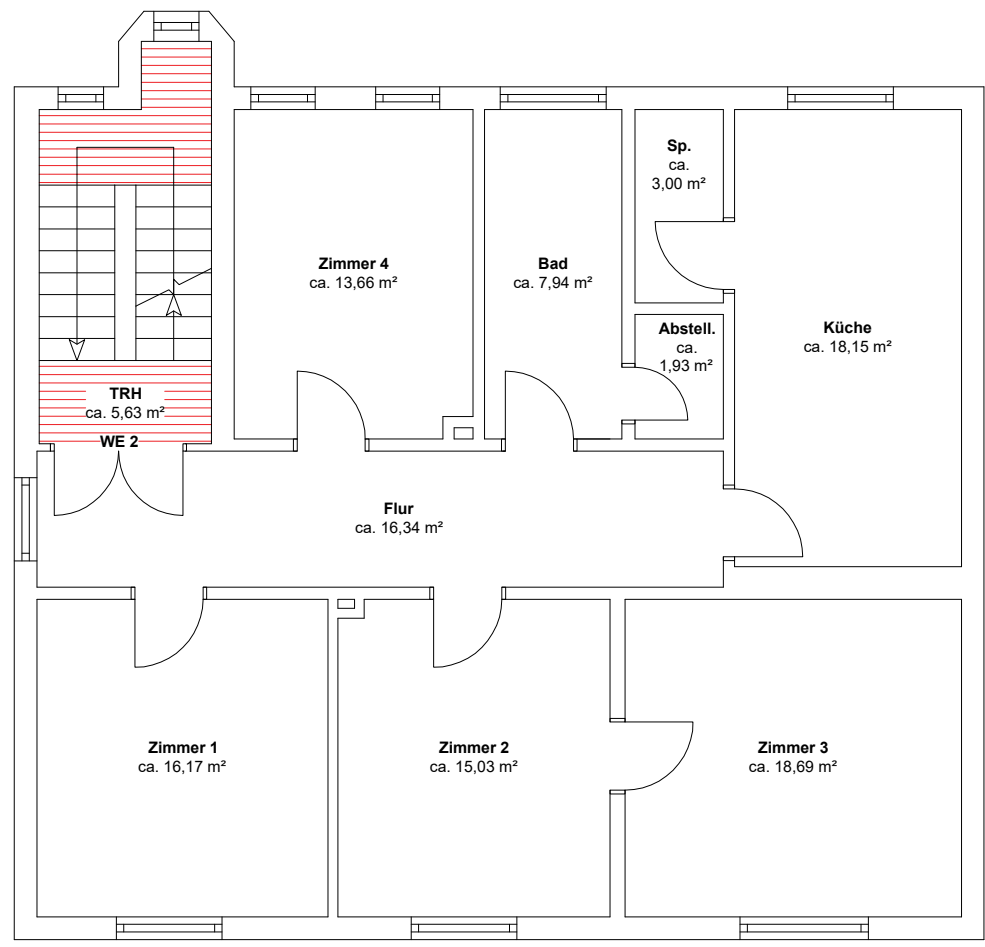 Sp.
ca.
3,00 m²
Zimmer 4
ca. 13,66 m²
Bad
ca. 7,94 m²
Küche
ca. 18,15 m²
Abstell.
ca.
1,93 m²
TRH
ca. 5,63 m²
WE 2
Flur
ca. 16,34 m²
Zimmer 1
ca. 16,17 m²
Zimmer 2
ca. 15,03 m²
Zimmer 3
ca. 18,69 m²